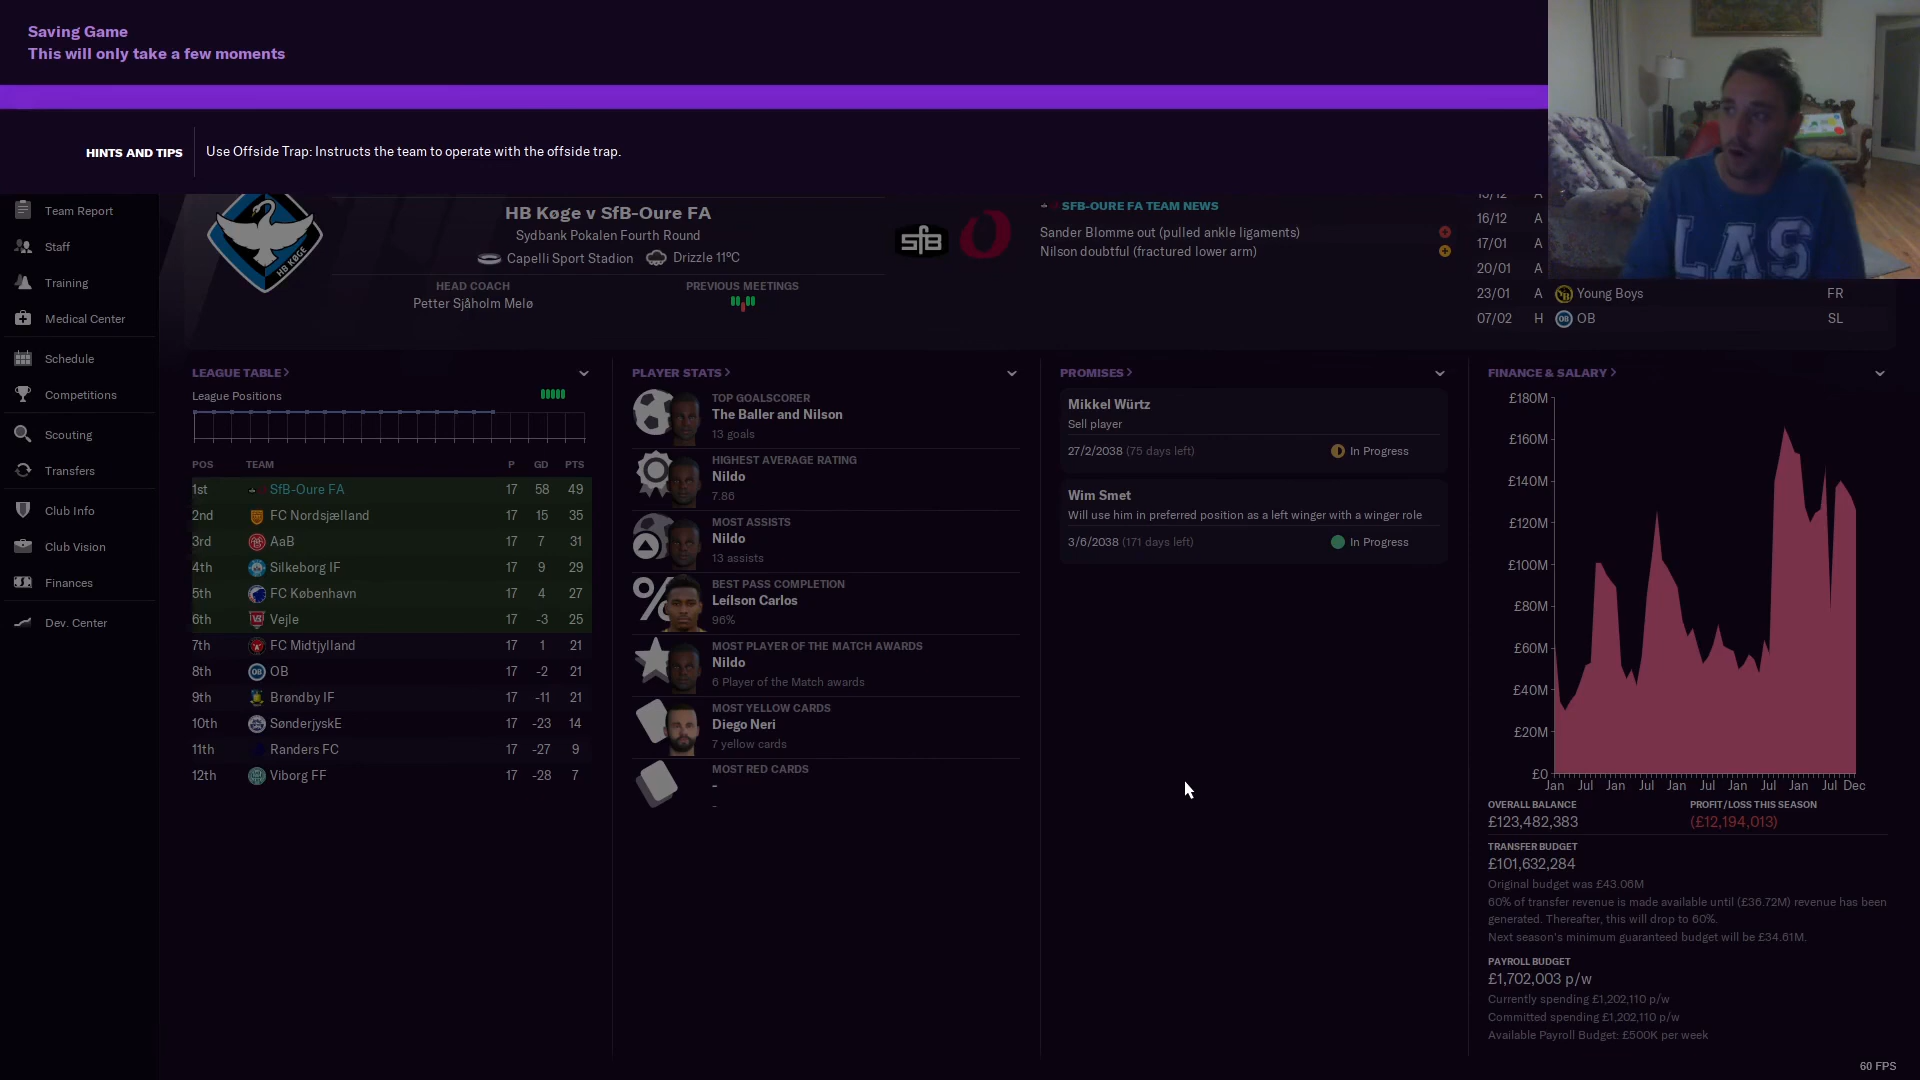 Saving Game
This will only take a few moments
HINTS AND TIPS
Use Offside Trap: Instructs the team to operate with the offside trap.
Team Report
Staff
Training
Medical Center
Schedule
Competitions
Scouting
Transfers
Club Info
Club Vision
Finances
Dev. Center
HB KØGE
HB Køge v SfB-Oure FA
Sydbank Pokalen Fourth Round
Capelli Sport Stadion Drizzle 11°C
HEAD COACH
Petter Sjåholm Melø
PREVIOUS MEETINGS
sfB
SFB-OURE FA TEAM NEWS
Sander Blomme out (pulled ankle ligaments)
Nilson doubtful (fractured lower arm)
16/12 A
17/01 A
20/01 A
23/01 A Young Boys FR
07/02 H OB SL
LAS
LEAGUE TABLE
League Positions
POS TEAM P GD PTS
1st SfB-Oure FA 17 58 49
2nd FC Nordsjælland 17 15 35
3rd AaB 17 7 31
4th Silkeborg IF 17 9 29
5th FC København 17 4 27
6th Vejle 17 -3 25
7th FC Midtjylland 17 1 21
8th OB 17 -2 21
9th Brøndby IF 17 -11 21
10th SønderjyskE 17 -23 14
11th Randers FC 17 -27 9
12th Viborg FF 17 -28 7
PLAYER STATS
TOP GOALSCORER
The Baller and Nilson
13 goals
HIGHEST AVERAGE RATING
Nildo
7.86
MOST ASSISTS
Nildo
13 assists
BEST PASS COMPLETION
Leílson Carlos
96%
MOST PLAYER OF THE MATCH AWARDS
Nildo
6 Player of the Match awards
MOST YELLOW CARDS
Diego Neri
7 yellow cards
MOST RED CARDS
-
-
PROMISES
Mikkel Würtz
Sell player
27/2/2038 (75 days left) In Progress
Wim Smet
Will use him in preferred position as a left winger with a winger role
3/6/2038 (171 days left) In Progress
FINANCE & SALARY
£180M
£160M
£140M
£120M
£100M
£80M
£60M
£40M
£20M
£0
Jan Jul Jan Jul Jan Jul Jan Jul Jan Jul Dec
OVERALL BALANCE
£123,482,383
PROFIT/LOSS THIS SEASON
(£12,194,013)
TRANSFER BUDGET
£101,632,284
Original budget was £43.06M
60% of transfer revenue is made available until (£36.72M) revenue has been
generated. Thereafter, this will drop to 60%.
Next season's minimum guaranteed budget will be £34.61M.
PAYROLL BUDGET
£1,702,003 p/w
Currently spending £1,202,110 p/w
Committed spending £1,202,110 p/w
Available Payroll Budget: £500K per week
60 FPS